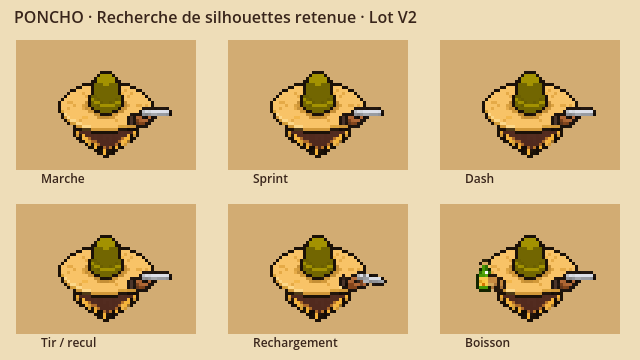 PONCHO · Recherche de silhouettes retenue · Lot V2
Marche
Sprint
Dash
Tir / recul
Rechargement
Boisson